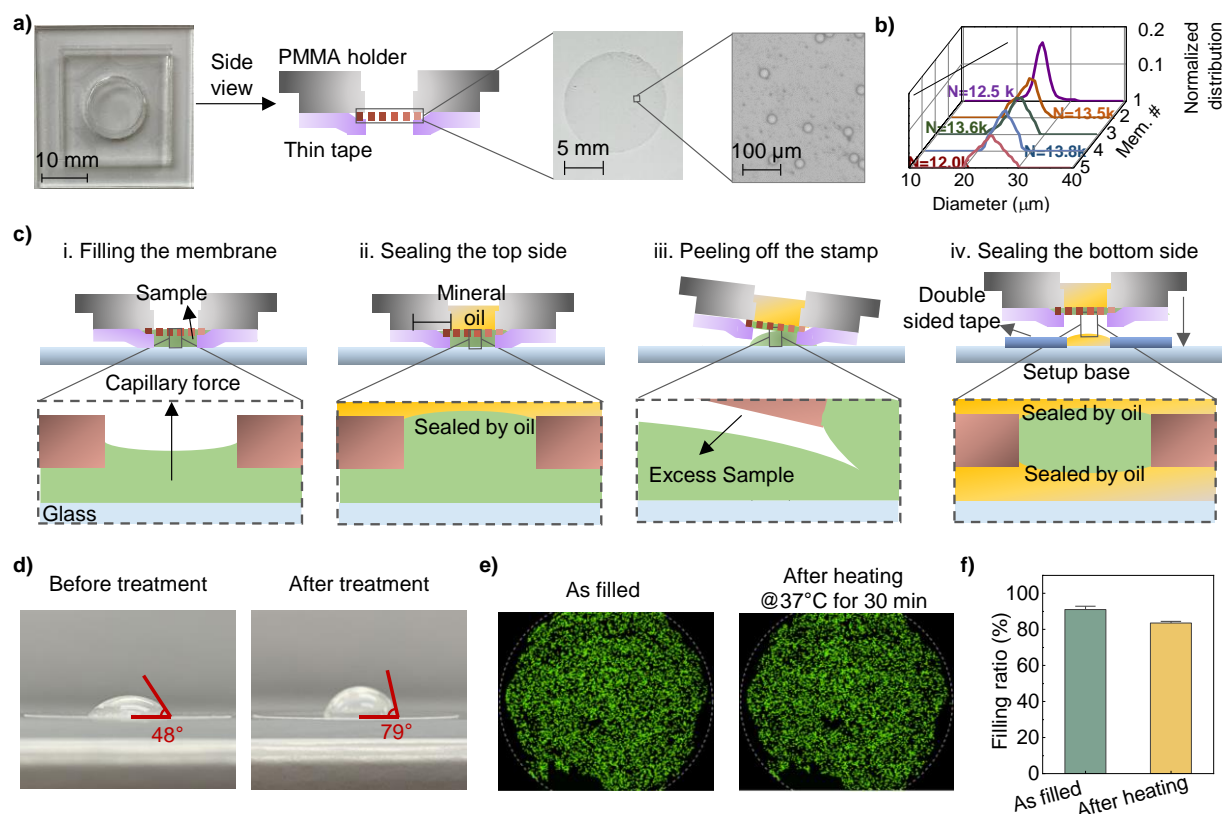 a)
Side
view
PMMA holder
Thin tape
10 mm
5 mm
100 μm
b)
0.2
0.1
Normalized
distribution
N=12.5 k
N=13.5k
N=13.6k
N=13.8k
N=12.0k
1
2
3
4
5
Mem. #
10
20
30
40
Diameter (μm)
c)
i. Filling the membrane
ii. Sealing the top side
iii. Peeling off the stamp
iv. Sealing the bottom side
Sample
Mineral
oil
Double
sided tape
Setup base
Capillary force
Glass
Sealed by oil
Excess Sample
Sealed by oil
Sealed by oil
d)
Before treatment
After treatment
48°
79°
e)
As filled
After heating
@37°C for 30 min
f)
Filling ratio (%)
100
80
60
40
20
0
As filled
After heating